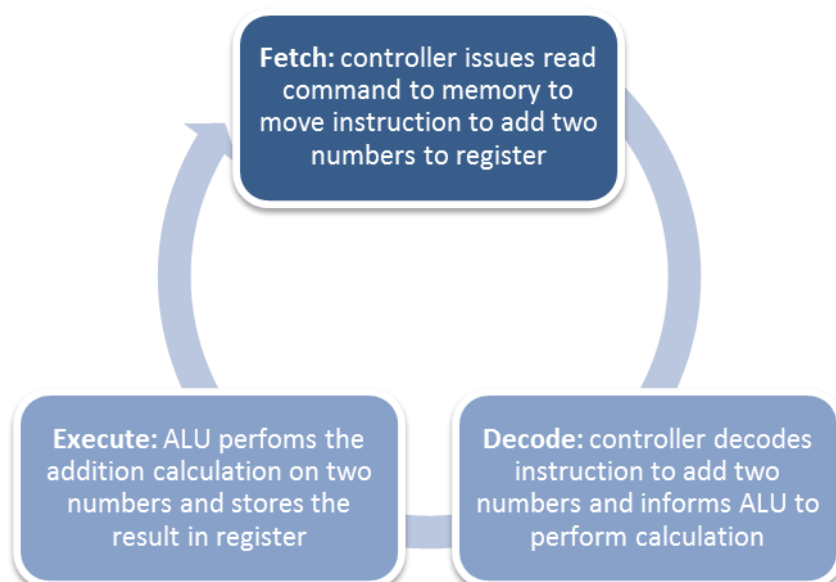 Fetch: controller issues read
command to memory to
move instruction to add two
numbers to register
Execute: ALU perfoms the
addition calculation on two
numbers and stores the
result in register
Decode: controller decodes
instruction to add two
numbers and informs ALU to
perform calculation